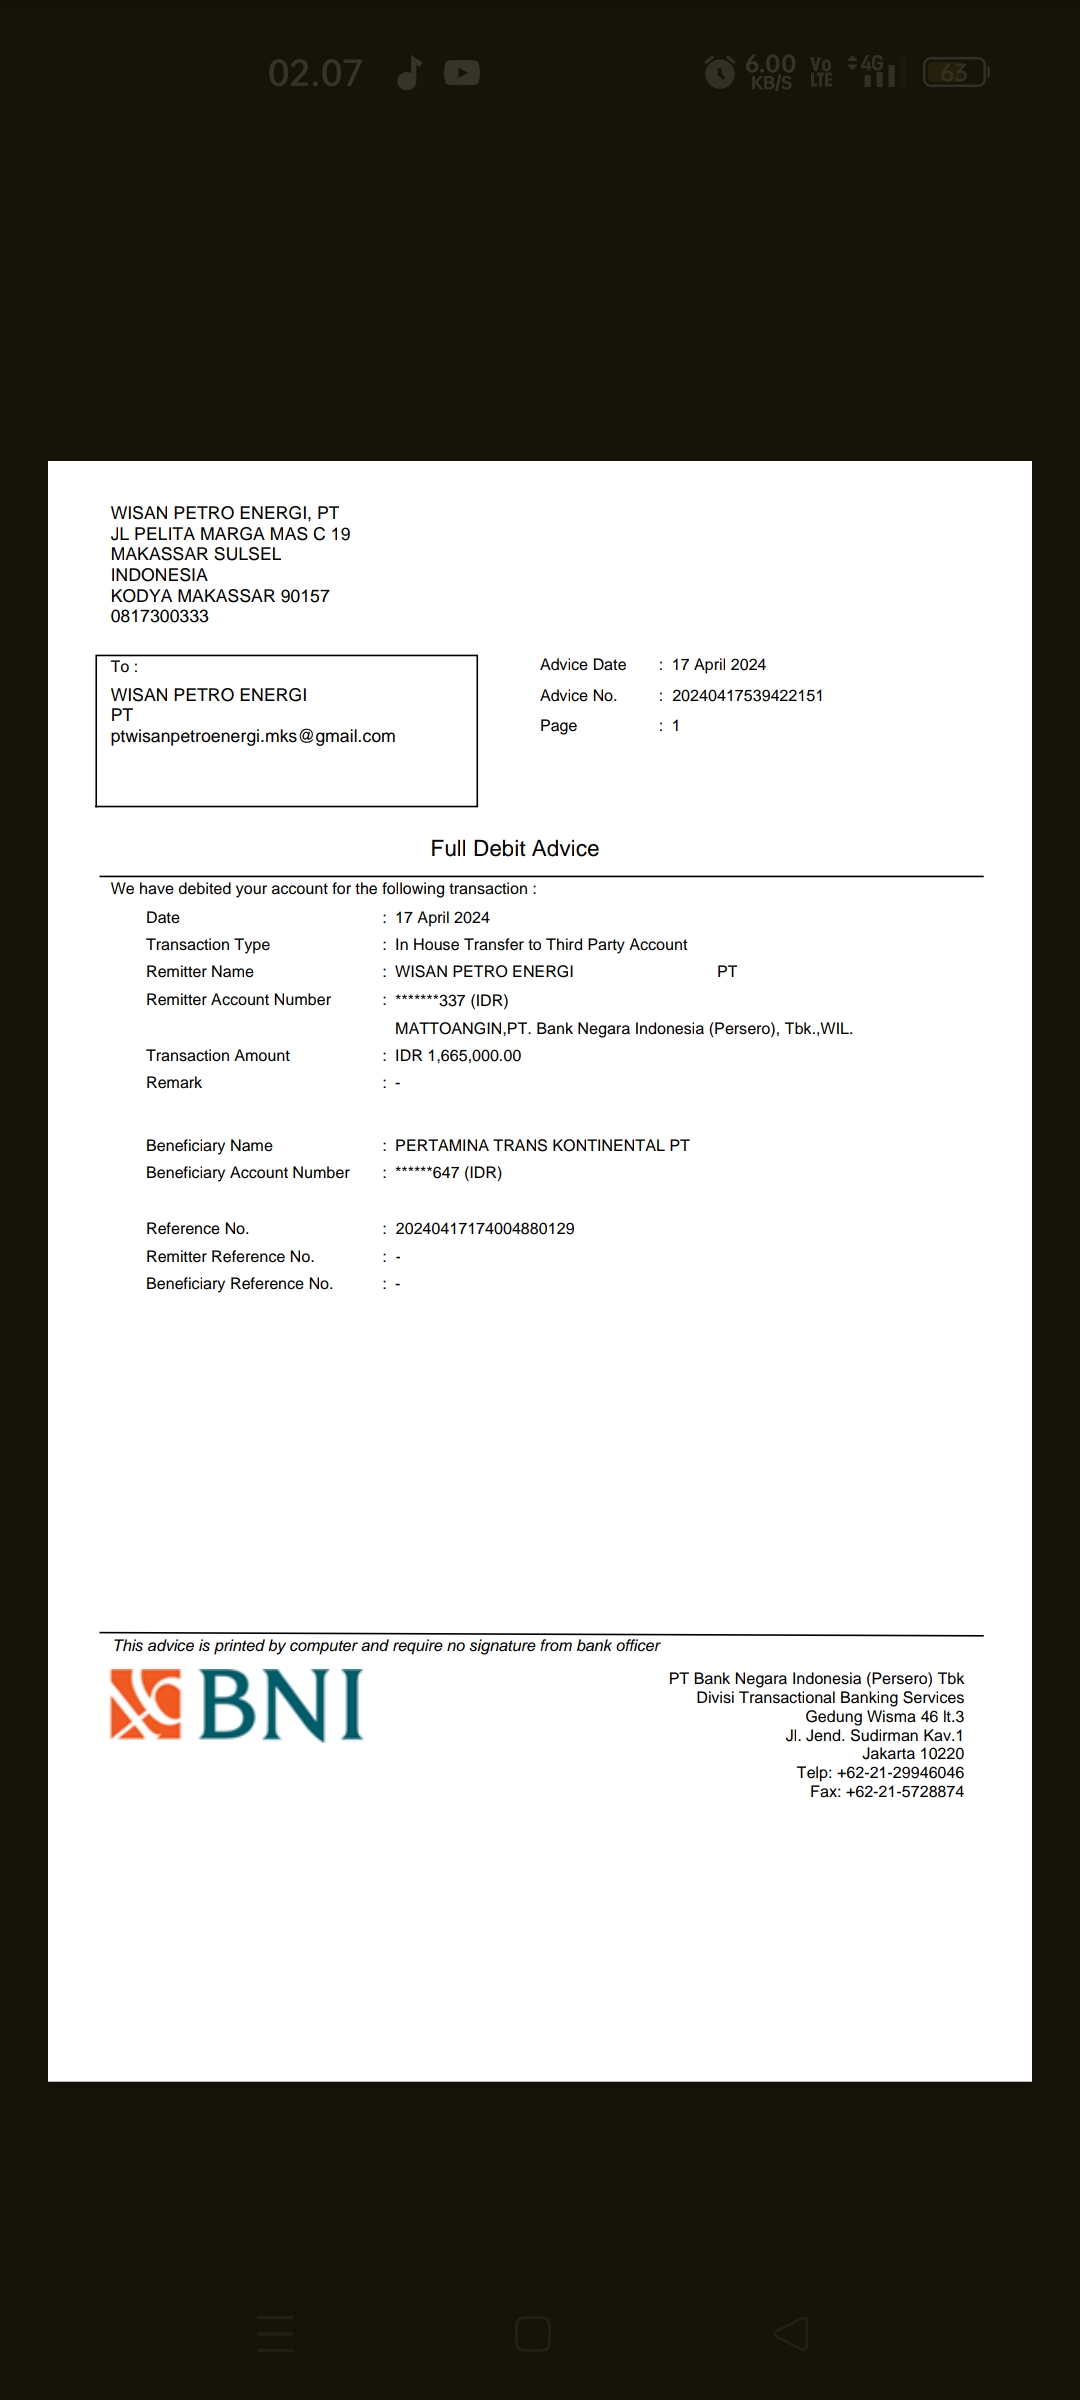 02.07 6.00 KB/S Vo LTE 4G 63
WISAN PETRO ENERGI, PT
JL PELITA MARGA MAS C 19
MAKASSAR SULSEL
INDONESIA
KODYA MAKASSAR 90157
0817300333
To :
WISAN PETRO ENERGI
PT
ptwisanpetroenergi.mks@gmail.com
Advice Date : 17 April 2024
Advice No. : 20240417539422151
Page : 1
Full Debit Advice
We have debited your account for the following transaction :
Date : 17 April 2024
Transaction Type : In House Transfer to Third Party Account
Remitter Name : WISAN PETRO ENERGI PT
Remitter Account Number : *******337 (IDR)
MATTOANGIN,PT. Bank Negara Indonesia (Persero), Tbk.,WIL.
Transaction Amount : IDR 1,665,000.00
Remark : -
Beneficiary Name : PERTAMINA TRANS KONTINENTAL PT
Beneficiary Account Number : ******647 (IDR)
Reference No. : 20240417174004880129
Remitter Reference No. : -
Beneficiary Reference No. : -
This advice is printed by computer and require no signature from bank officer
BNI
PT Bank Negara Indonesia (Persero) Tbk
Divisi Transactional Banking Services
Gedung Wisma 46 lt.3
Jl. Jend. Sudirman Kav.1
Jakarta 10220
Telp: +62-21-29946046
Fax: +62-21-5728874